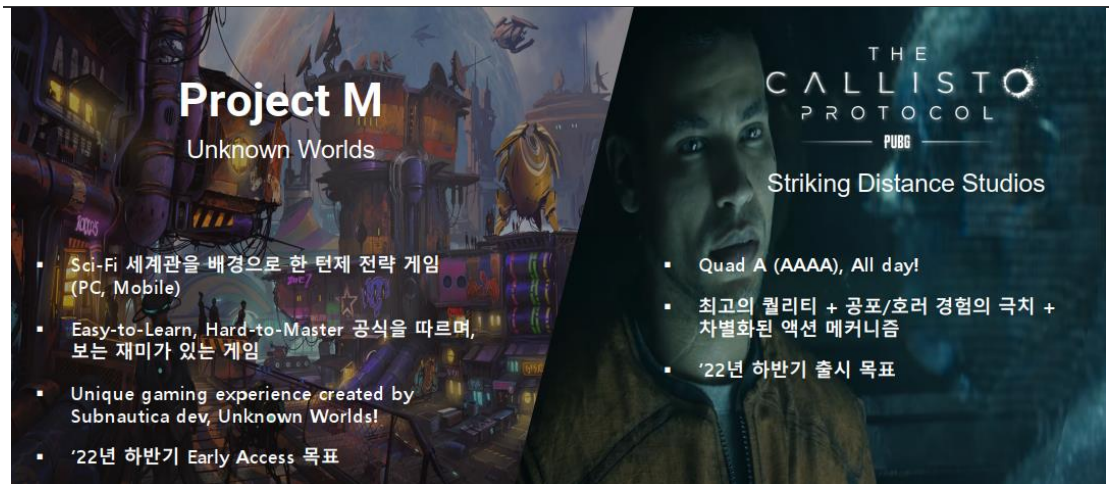 Project M
Unknown Worlds
▪ Sci-Fi 세계관을 배경으로 한 턴제 전략 게임
(PC, Mobile)
▪ Easy-to-Learn, Hard-to-Master 공식을 따르며,
보는 재미가 있는 게임
▪ Unique gaming experience created by
Subnautica dev, Unknown Worlds!
▪ ’22년 하반기 Early Access 목표
THE
CALLISTO
PROTOCOL
PUBG
Striking Distance Studios
▪ Quad A (AAAA), All day!
▪ 최고의 퀄리티 + 공포/호러 경험의 극치 +
차별화된 액션 메커니즘
▪ ’22년 하반기 출시 목표